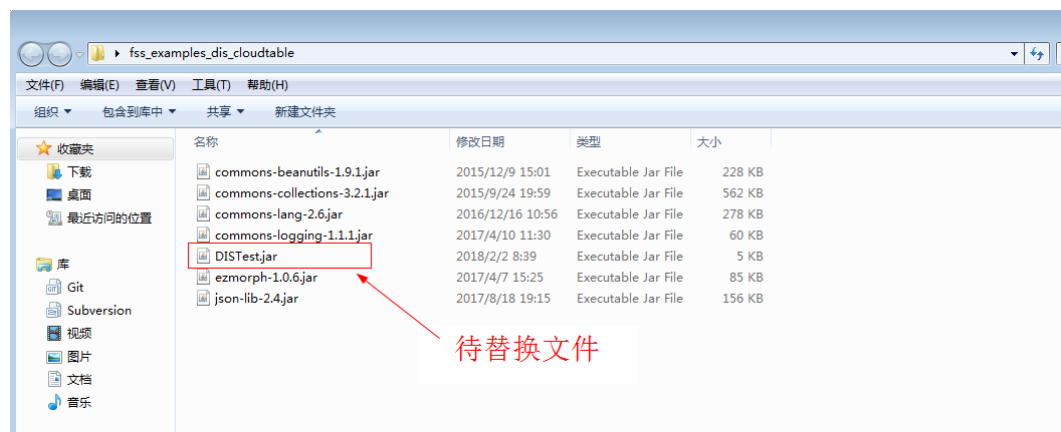 fss_examples_dis_cloudtable
文件(F) 编辑(E) 查看(V) 工具(T) 帮助(H)
组织 包含到库中 共享 新建文件夹
收藏夹
下载
桌面
最近访问的位置
库
Git
Subversion
视频
图片
文档
音乐
名称 修改日期 类型 大小
commons-beanutils-1.9.1.jar 2015/12/9 15:01 Executable Jar File 228 KB
commons-collections-3.2.1.jar 2015/9/24 19:59 Executable Jar File 562 KB
commons-lang-2.6.jar 2016/12/16 10:56 Executable Jar File 278 KB
commons-logging-1.1.1.jar 2017/4/10 11:30 Executable Jar File 60 KB
DISTest.jar 2018/2/2 8:39 Executable Jar File 5 KB
ezmorph-1.0.6.jar 2017/4/7 15:25 Executable Jar File 85 KB
json-lib-2.4.jar 2017/8/18 19:15 Executable Jar File 156 KB
待替换文件